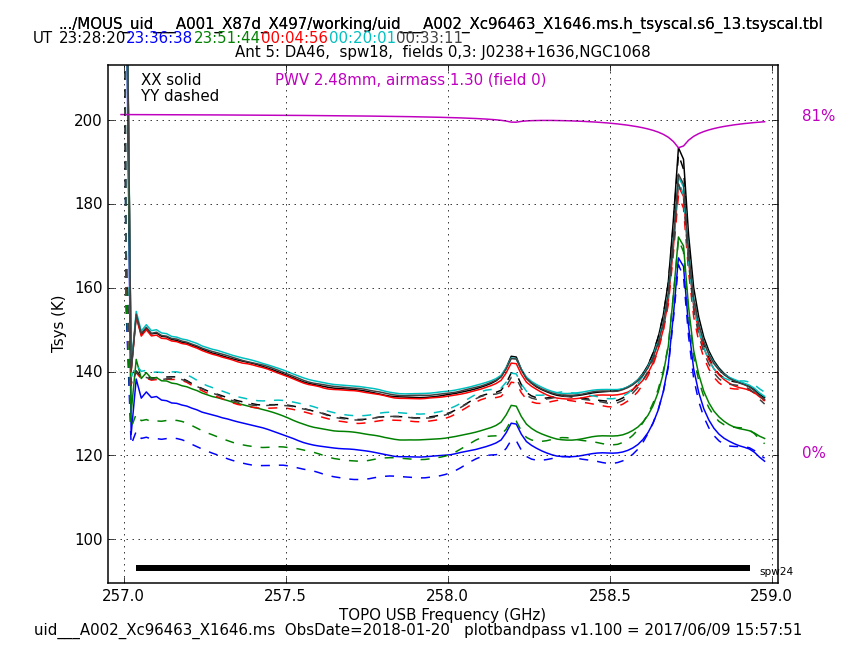 .../MOUS_uid___A001_X87d_X497/working/uid___A002_Xc96463_X1646.ms.h_tsyscal.s6_13.tsyscal.tbl
UT 23:28:20 23:36:38 23:51:44 00:04:56 00:20:01 00:33:11
Ant 5: DA46, spw18, fields 0,3: J0238+1636,NGC1068
XX solid PWV 2.48mm, airmass 1.30 (field 0)
YY dashed
81%
200
180
160
Tsys (K)
140
120
0%
100
spw24
257.0 257.5 258.0 258.5 259.0
TOPO USB Frequency (GHz)
uid___A002_Xc96463_X1646.ms ObsDate=2018-01-20 plotbandpass v1.100 = 2017/06/09 15:57:51